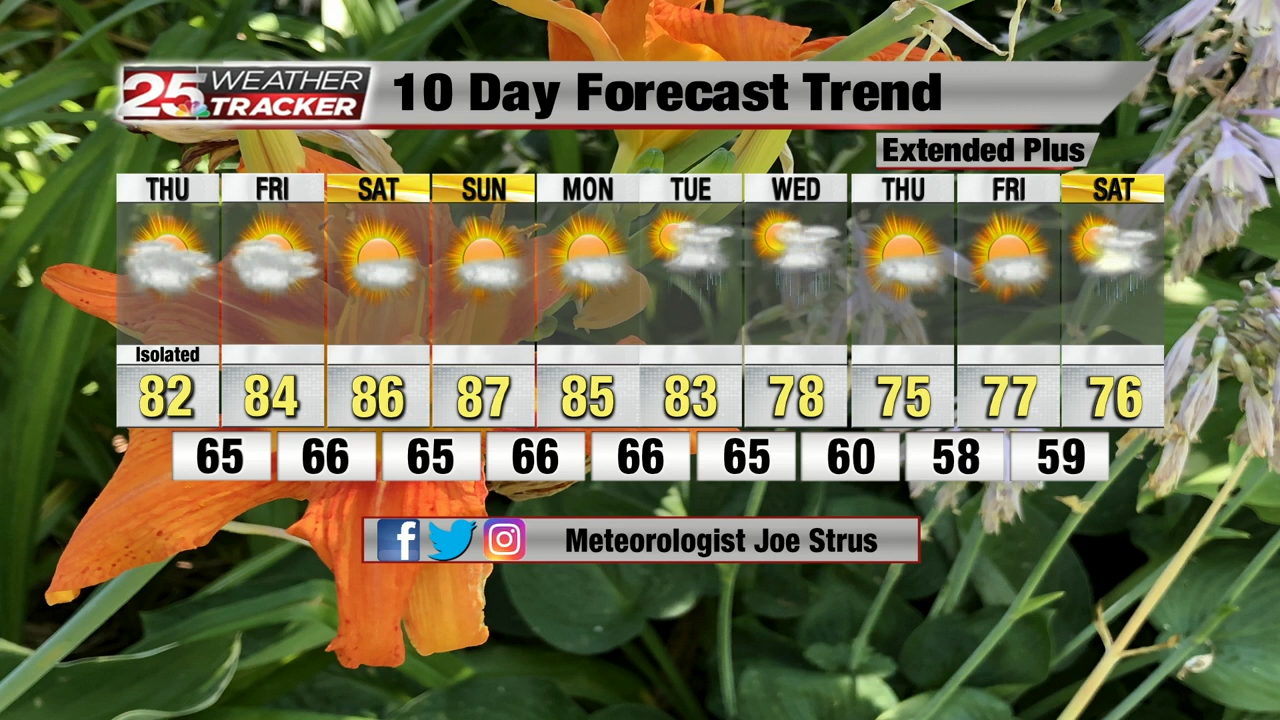 25 WEATHER TRACKER
10 Day Forecast Trend
Extended Plus
THU FRI SAT SUN MON TUE WED THU FRI SAT
Isolated
82 84 86 87 85 83 78 75 77 76
65 66 65 66 66 65 60 58 59
f Meteorologist Joe Strus